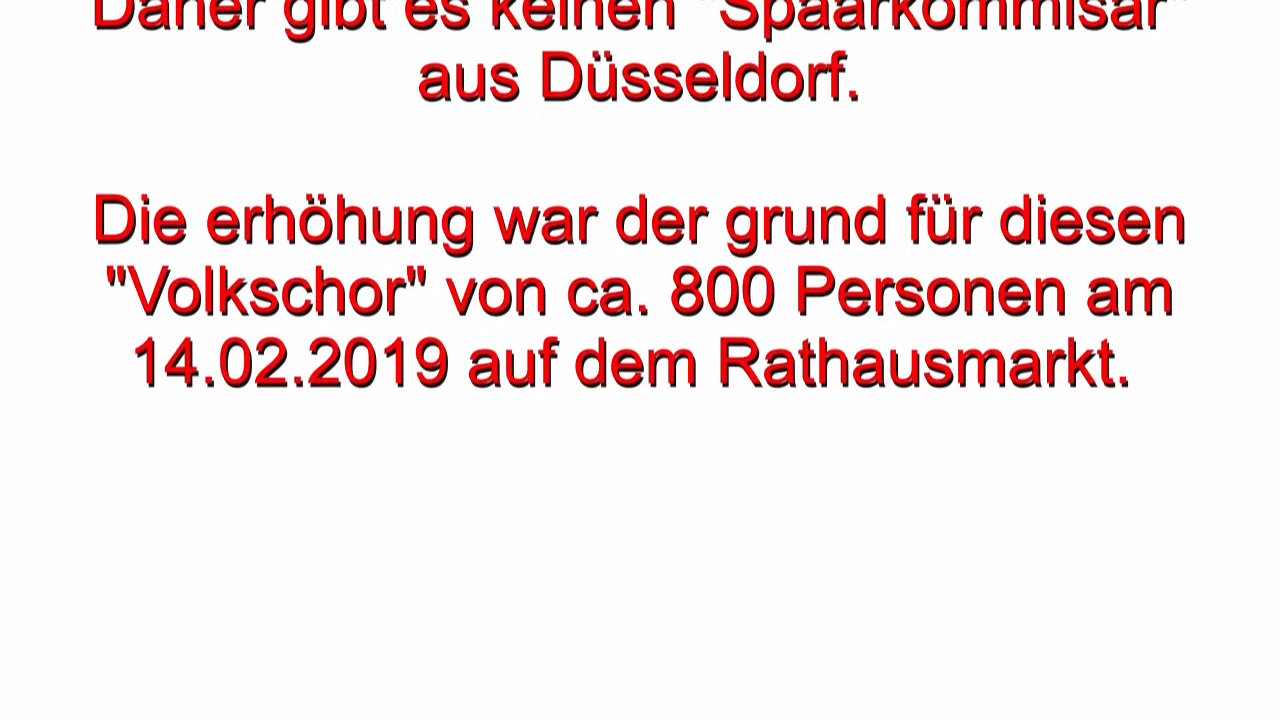 Daher gibt es keinen "Spaarkommisar"
aus Düsseldorf.
Die erhöhung war der grund für diesen
"Volkschor" von ca. 800 Personen am
14.02.2019 auf dem Rathausmarkt.